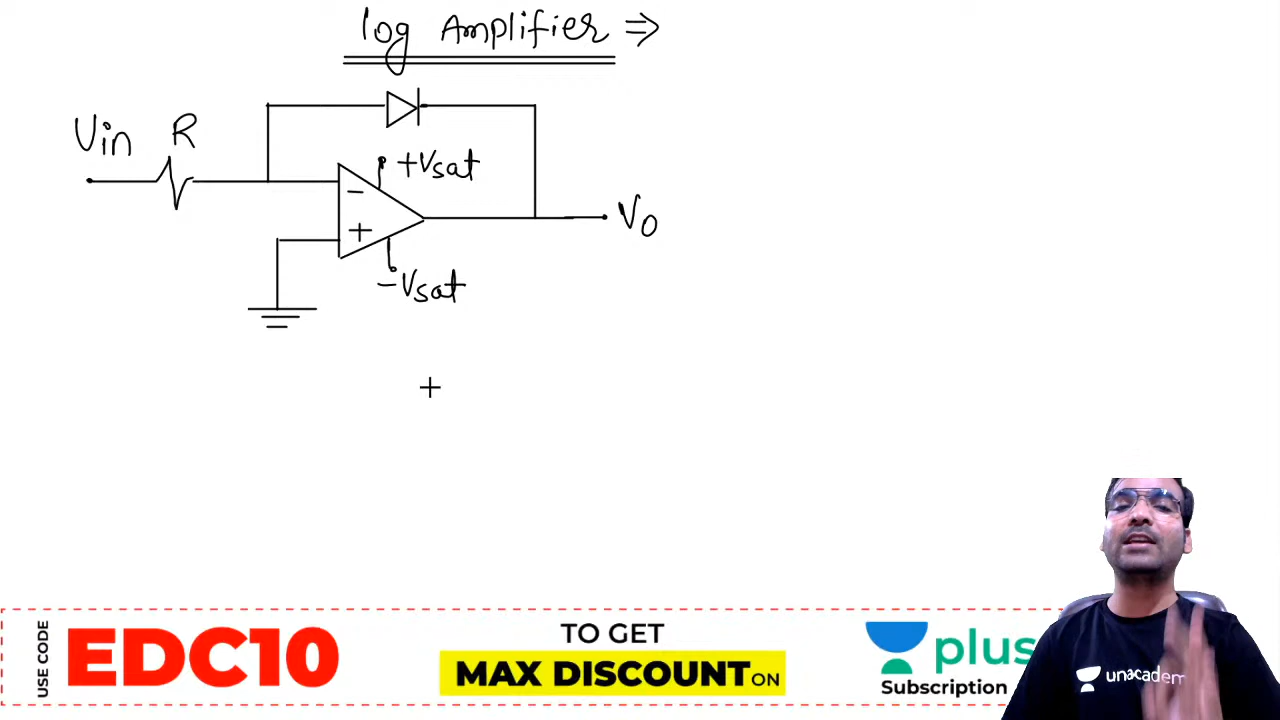 log Amplifier ⇒
Vin R
+Vsat
−
+
−Vsat
Vo
+
USE CODE
EDC10
TO GET
MAX DISCOUNT ON
plus
Subscription
unacadem